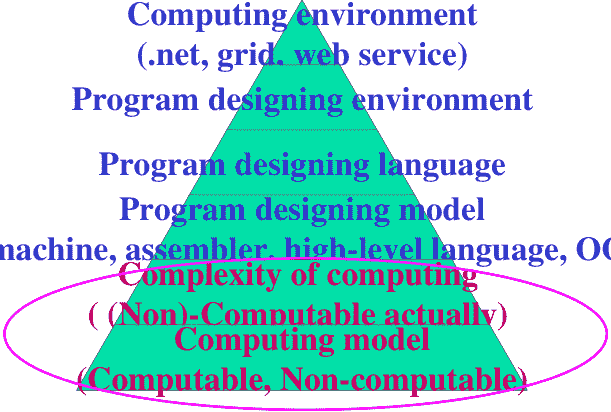 Computing environment
(.net, grid, web service)
Program designing environment
Program designing language
Program designing model
machine, assembler, high-level language, OO
Complexity of computing
( (Non)-Computable actually)
Computing model
(Computable, Non-computable)